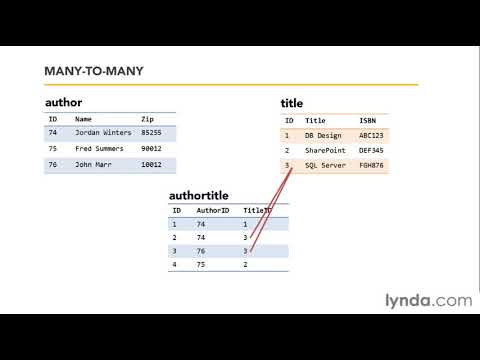 MANY-TO-MANY
author
ID Name Zip
74 Jordan Winters 85255
75 Fred Summers 90012
76 John Marr 10012
title
ID Title ISBN
1 DB Design ABC123
2 SharePoint DEF345
3 SQL Server FGH876
authortitle
ID AuthorID TitleID
1 74 1
2 74 3
3 76 3
4 75 2
lynda.com